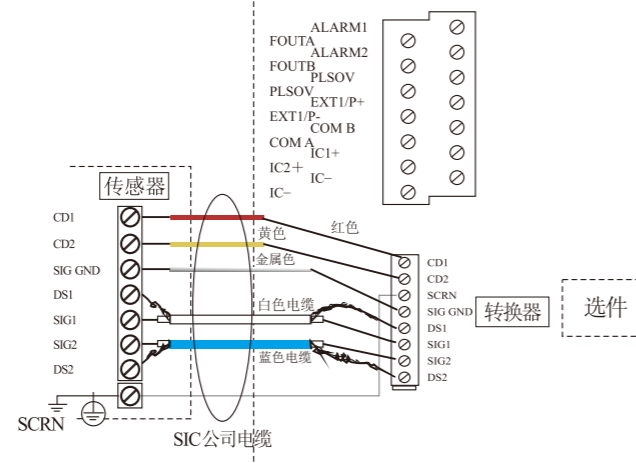 ALARM1
FOUTA
ALARM2
FOUTB
PLSOV
PLSOV
EXT1/P+
EXT1/P-
COM B
COM A
IC1+
IC2＋
IC−
IC−
传感器
CD1
CD2
SIG GND
DS1
SIG1
SIG2
DS2
SCRN
红色
黄色
金属色
白色电缆
蓝色电缆
SIC公司电缆
CD1
CD2
SCRN
SIG GND
DS1
SIG1
SIG2
DS2
转换器
选件